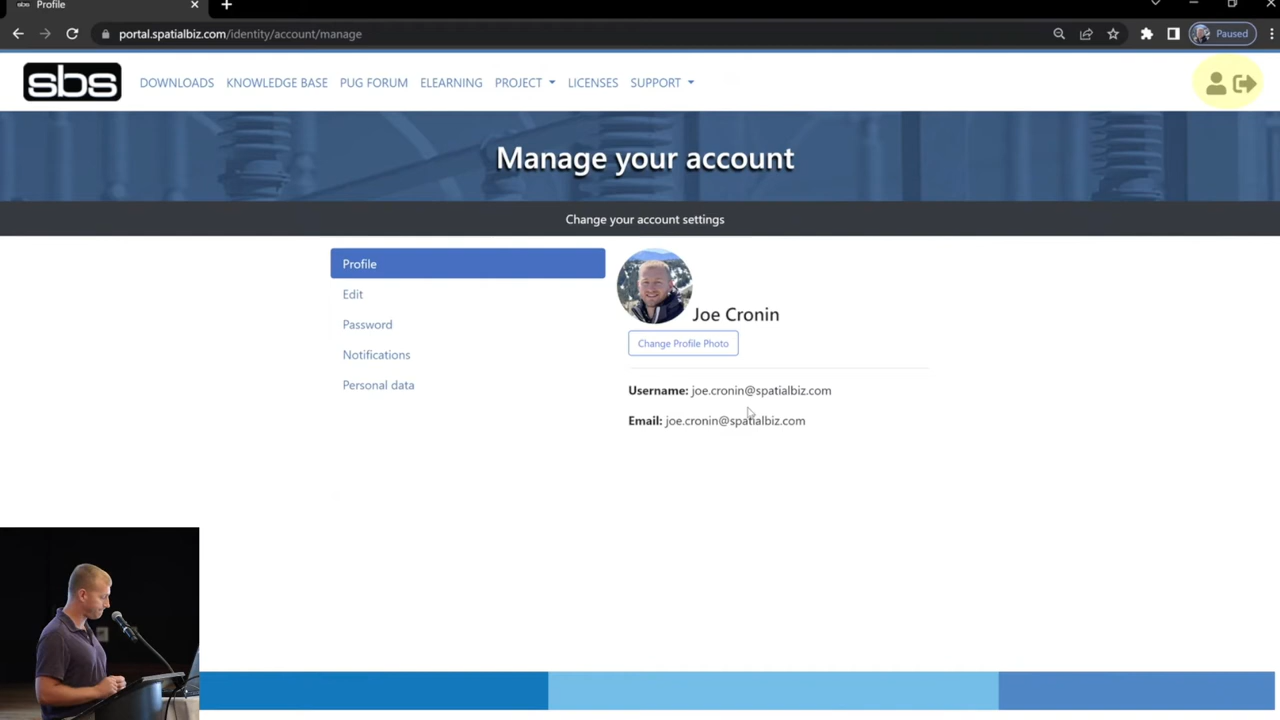 sbs Profile
portal.spatialbiz.com/identity/account/manage
Paused
sbs DOWNLOADS KNOWLEDGE BASE PUG FORUM ELEARNING PROJECT LICENSES SUPPORT
Manage your account
Change your account settings
Profile
Edit
Password
Notifications
Personal data
Joe Cronin
Change Profile Photo
Username: joe.cronin@spatialbiz.com
Email: joe.cronin@spatialbiz.com